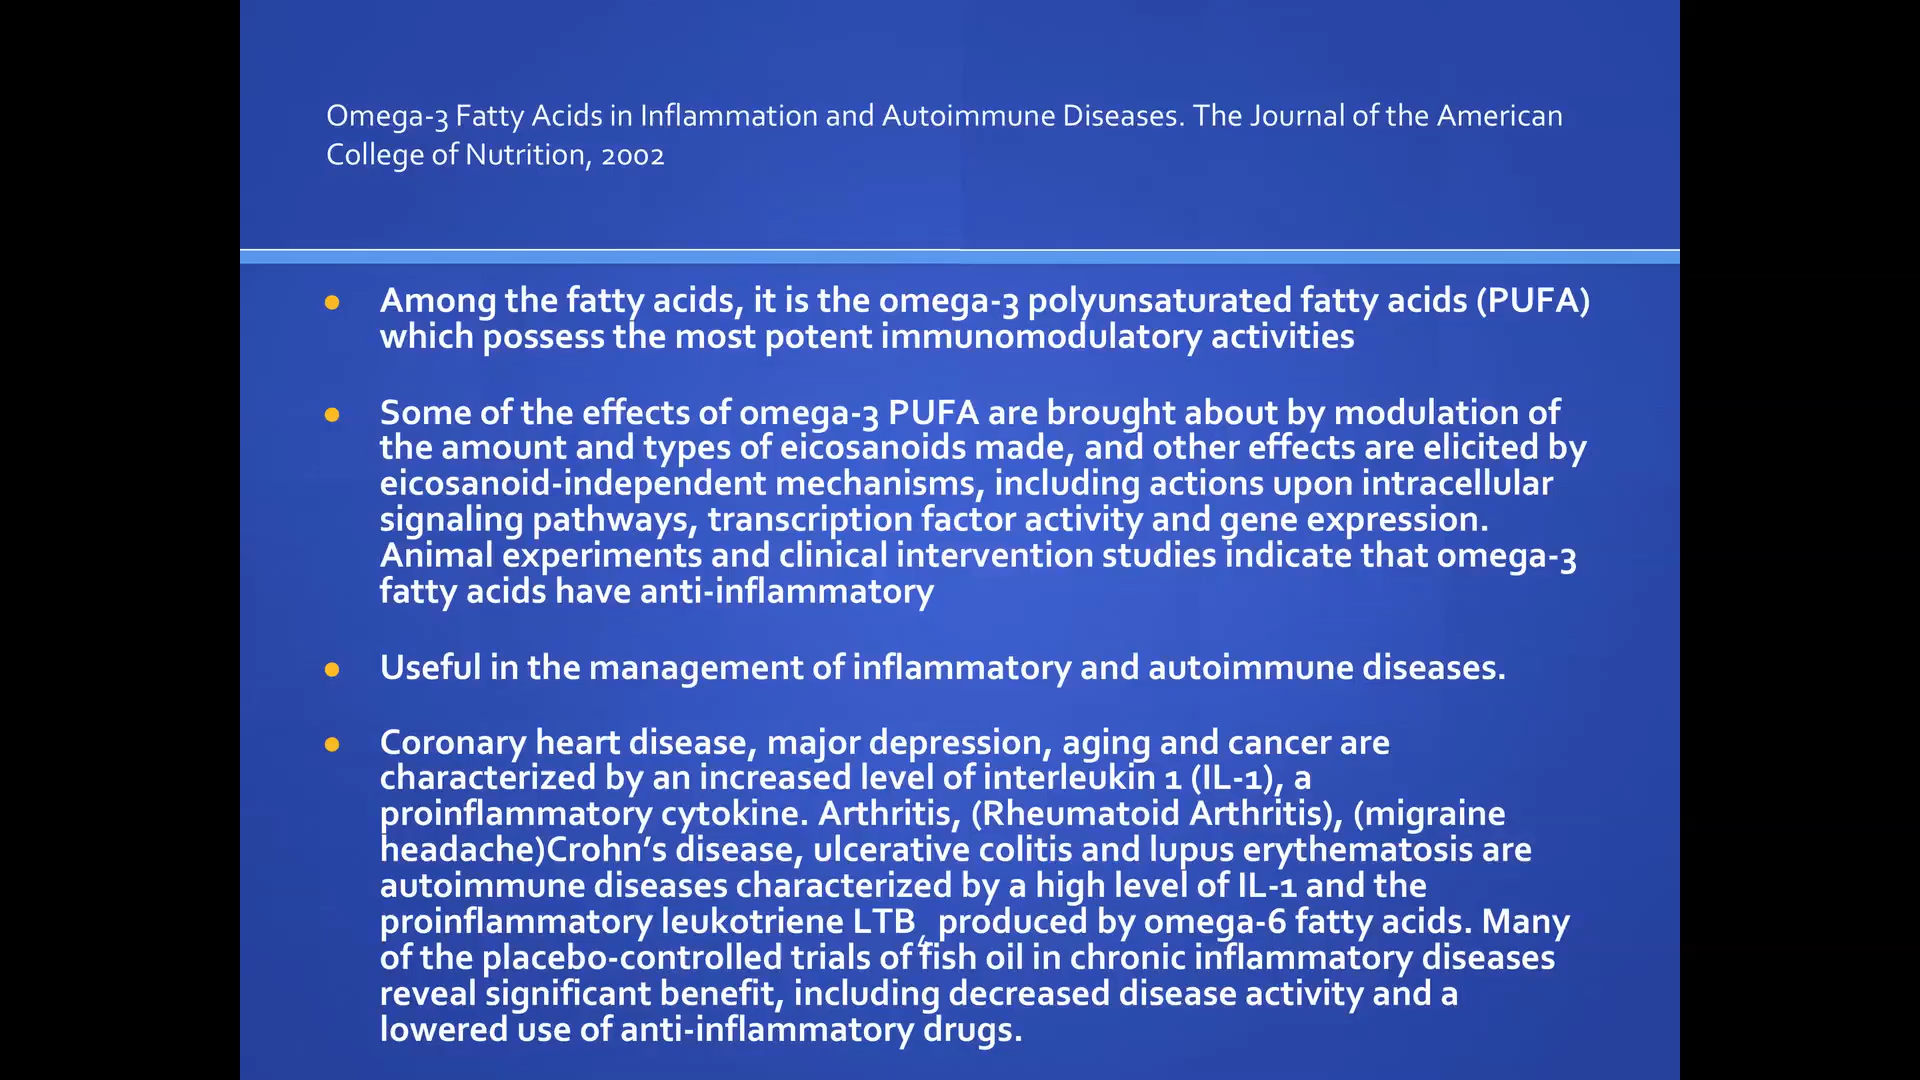 Omega-3 Fatty Acids in Inflammation and Autoimmune Diseases. The Journal of the American
College of Nutrition, 2002
• Among the fatty acids, it is the omega-3 polyunsaturated fatty acids (PUFA)
which possess the most potent immunomodulatory activities
• Some of the effects of omega-3 PUFA are brought about by modulation of
the amount and types of eicosanoids made, and other effects are elicited by
eicosanoid-independent mechanisms, including actions upon intracellular
signaling pathways, transcription factor activity and gene expression.
Animal experiments and clinical intervention studies indicate that omega-3
fatty acids have anti-inflammatory
• Useful in the management of inflammatory and autoimmune diseases.
• Coronary heart disease, major depression, aging and cancer are
characterized by an increased level of interleukin 1 (IL-1), a
proinflammatory cytokine. Arthritis, (Rheumatoid Arthritis), (migraine
headache)Crohn’s disease, ulcerative colitis and lupus erythematosis are
autoimmune diseases characterized by a high level of IL-1 and the
proinflammatory leukotriene LTB4 produced by omega-6 fatty acids. Many
of the placebo-controlled trials of fish oil in chronic inflammatory diseases
reveal significant benefit, including decreased disease activity and a
lowered use of anti-inflammatory drugs.